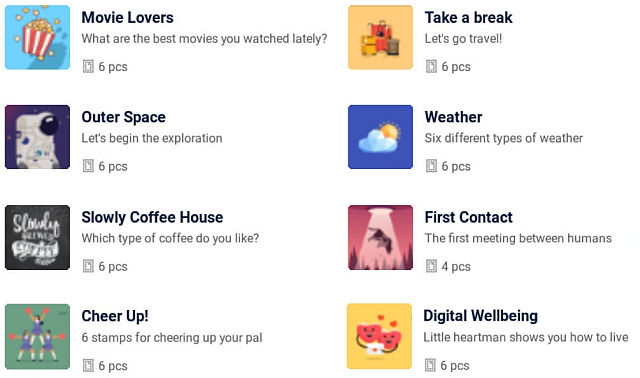 Movie Lovers
What are the best movies you watched lately?
6 pcs
Take a break
Let's go travel!
6 pcs
Outer Space
Let's begin the exploration
6 pcs
Weather
Six different types of weather
6 pcs
Slowly
BREWED
COFFEE
Slowly Coffee House
Which type of coffee do you like?
6 pcs
First Contact
The first meeting between humans
4 pcs
Cheer Up!
6 stamps for cheering up your pal
6 pcs
Digital Wellbeing
Little heartman shows you how to live
6 pcs